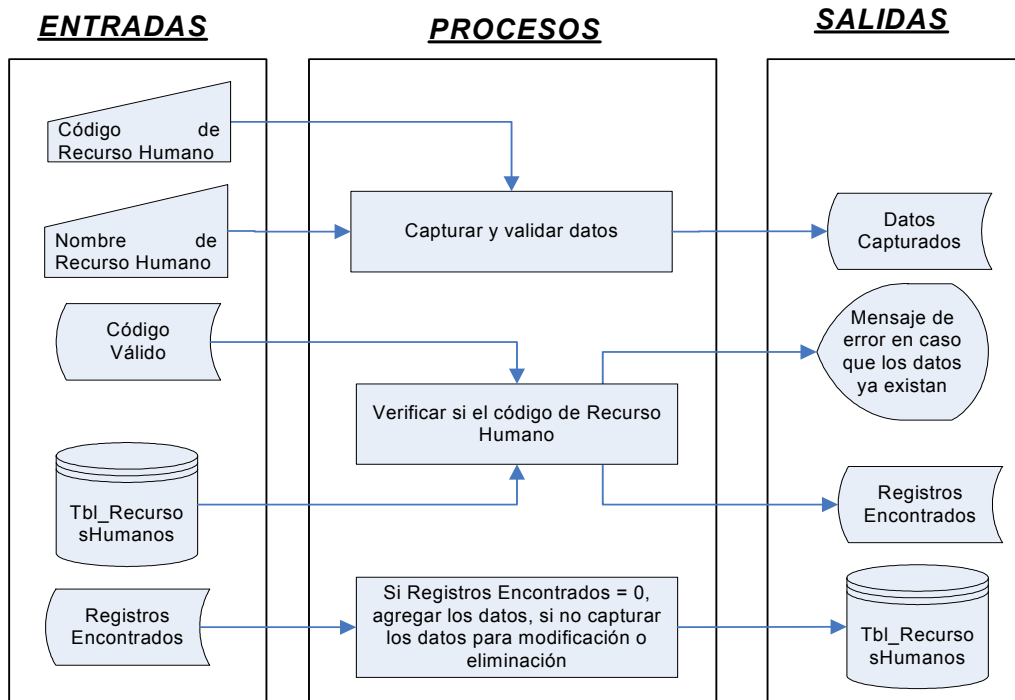 ENTRADAS
PROCESOS
SALIDAS
Código de
Recurso Humano
Nombre de
Recurso Humano
Capturar y validar datos
Datos
Capturados
Código
Válido
Mensaje de
error en caso
que los datos
ya existan
Verificar si el código de Recurso
Humano
Tbl_Recurso
sHumanos
Registros
Encontrados
Registros
Encontrados
Si Registros Encontrados = 0,
agregar los datos, si no capturar
los datos para modificación o
eliminación
Tbl_Recurso
sHumanos